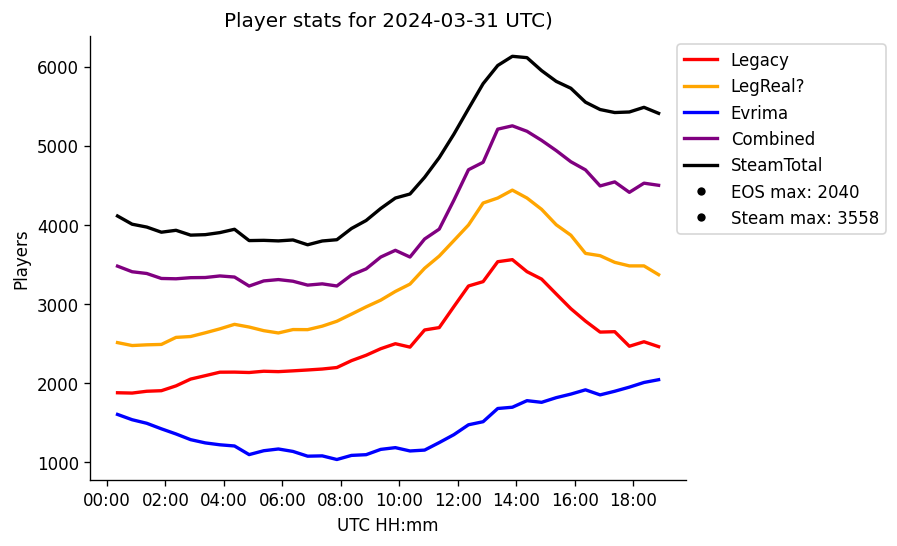 Player stats for 2024-03-31 UTC)
Players
6000
5000
4000
3000
2000
1000
00:00 02:00 04:00 06:00 08:00 10:00 12:00 14:00 16:00 18:00
UTC HH:mm
Legacy
LegReal?
Evrima
Combined
SteamTotal
EOS max: 2040
Steam max: 3558